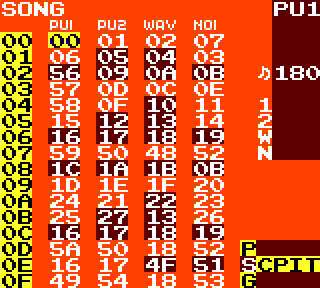 SONG PU1
PU1 PU2 WAV NOI
00 00 01 02 07
01 06 05 04 03
02 56 09 0A 0B ♪180
03 57 0D 0C 0E
04 58 0F 10 11 1
05 15 12 13 14 2
06 16 17 18 19 W
07 59 50 48 52 N
08 1C 1A 1B 0B
09 1D 1E 1F 20
0A 24 21 22 23
0B 25 27 13 26
0C 16 17 18 19
0D 5A 50 18 52 P
0E 16 17 4F 51 SCPIT
0F 49 54 18 53 G